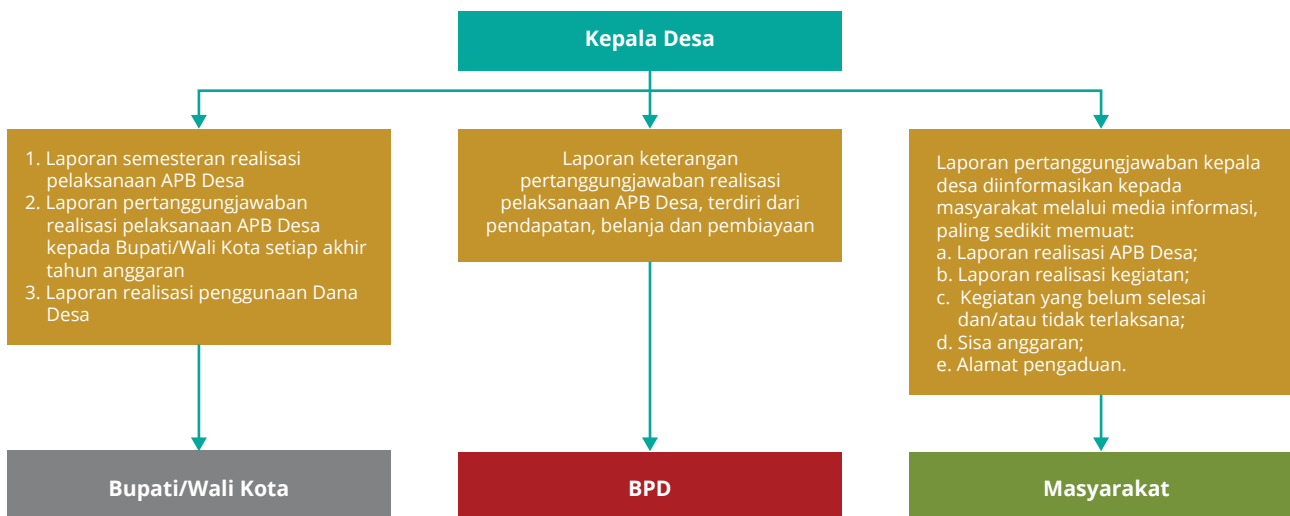 Kepala Desa
1. Laporan semesteran realisasi
pelaksanaan APB Desa
2. Laporan pertanggungjawaban
realisasi pelaksanaan APB Desa
kepada Bupati/Wali Kota setiap akhir
tahun anggaran
3. Laporan realisasi penggunaan Dana
Desa
Laporan keterangan
pertanggungjawaban realisasi
pelaksanaan APB Desa, terdiri dari
pendapatan, belanja dan pembiayaan
Laporan pertanggungjawaban kepala
desa diinformasikan kepada
masyarakat melalui media informasi,
paling sedikit memuat:
a. Laporan realisasi APB Desa;
b. Laporan realisasi kegiatan;
c. Kegiatan yang belum selesai
dan/atau tidak terlaksana;
d. Sisa anggaran;
e. Alamat pengaduan.
Bupati/Wali Kota
BPD
Masyarakat